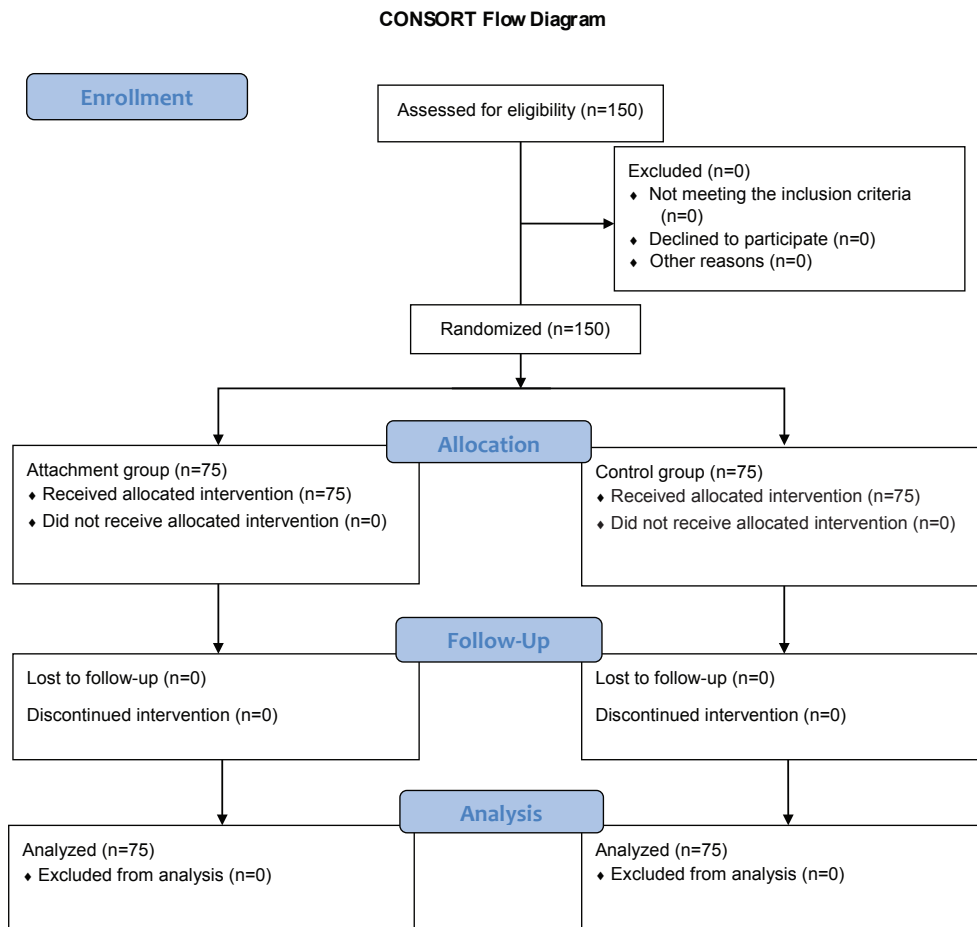 CONSORT Flow Diagram
Enrollment
Assessed for eligibility (n=150)
Excluded (n=0)
♦ Not meeting the inclusion criteria
(n=0)
♦ Declined to participate (n=0)
♦ Other reasons (n=0)
Randomized (n=150)
Allocation
Attachment group (n=75)
♦ Received allocated intervention (n=75)
♦ Did not receive allocated intervention (n=0)
Control group (n=75)
♦ Received allocated intervention (n=75)
♦ Did not receive allocated intervention (n=0)
Follow-Up
Lost to follow-up (n=0)
Discontinued intervention (n=0)
Lost to follow-up (n=0)
Discontinued intervention (n=0)
Analysis
Analyzed (n=75)
♦ Excluded from analysis (n=0)
Analyzed (n=75)
♦ Excluded from analysis (n=0)